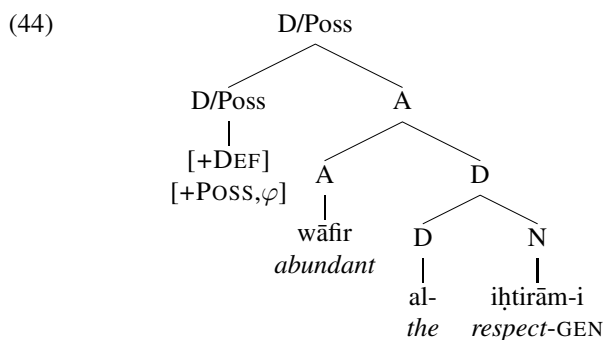 (44) D/Poss
D/Poss A
[+DEF] A D
[+POSS,φ]
wāfir D N
abundant
al- iḥtirām-i
the respect-GEN